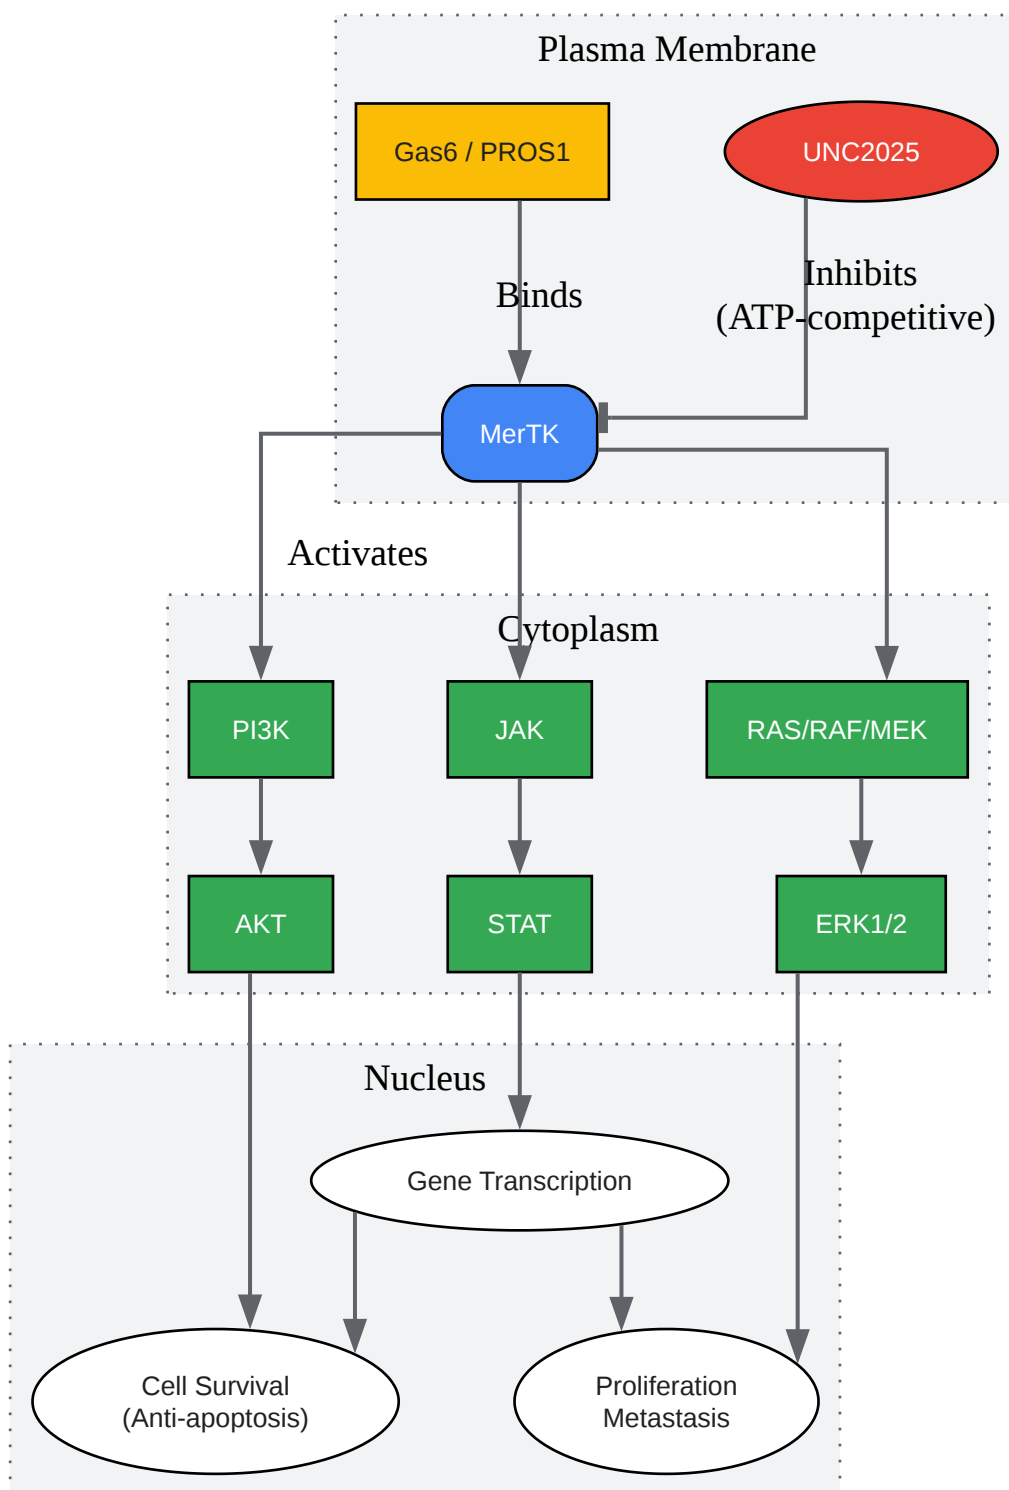 Plasma Membrane
Gas6 / PROS1
UNC2025
Binds
Inhibits
(ATP-competitive)
MerTK
Activates
Cytoplasm
PI3K
JAK
RAS/RAF/MEK
AKT
STAT
ERK1/2
Nucleus
Gene Transcription
Cell Survival
(Anti-apoptosis)
Proliferation
Metastasis